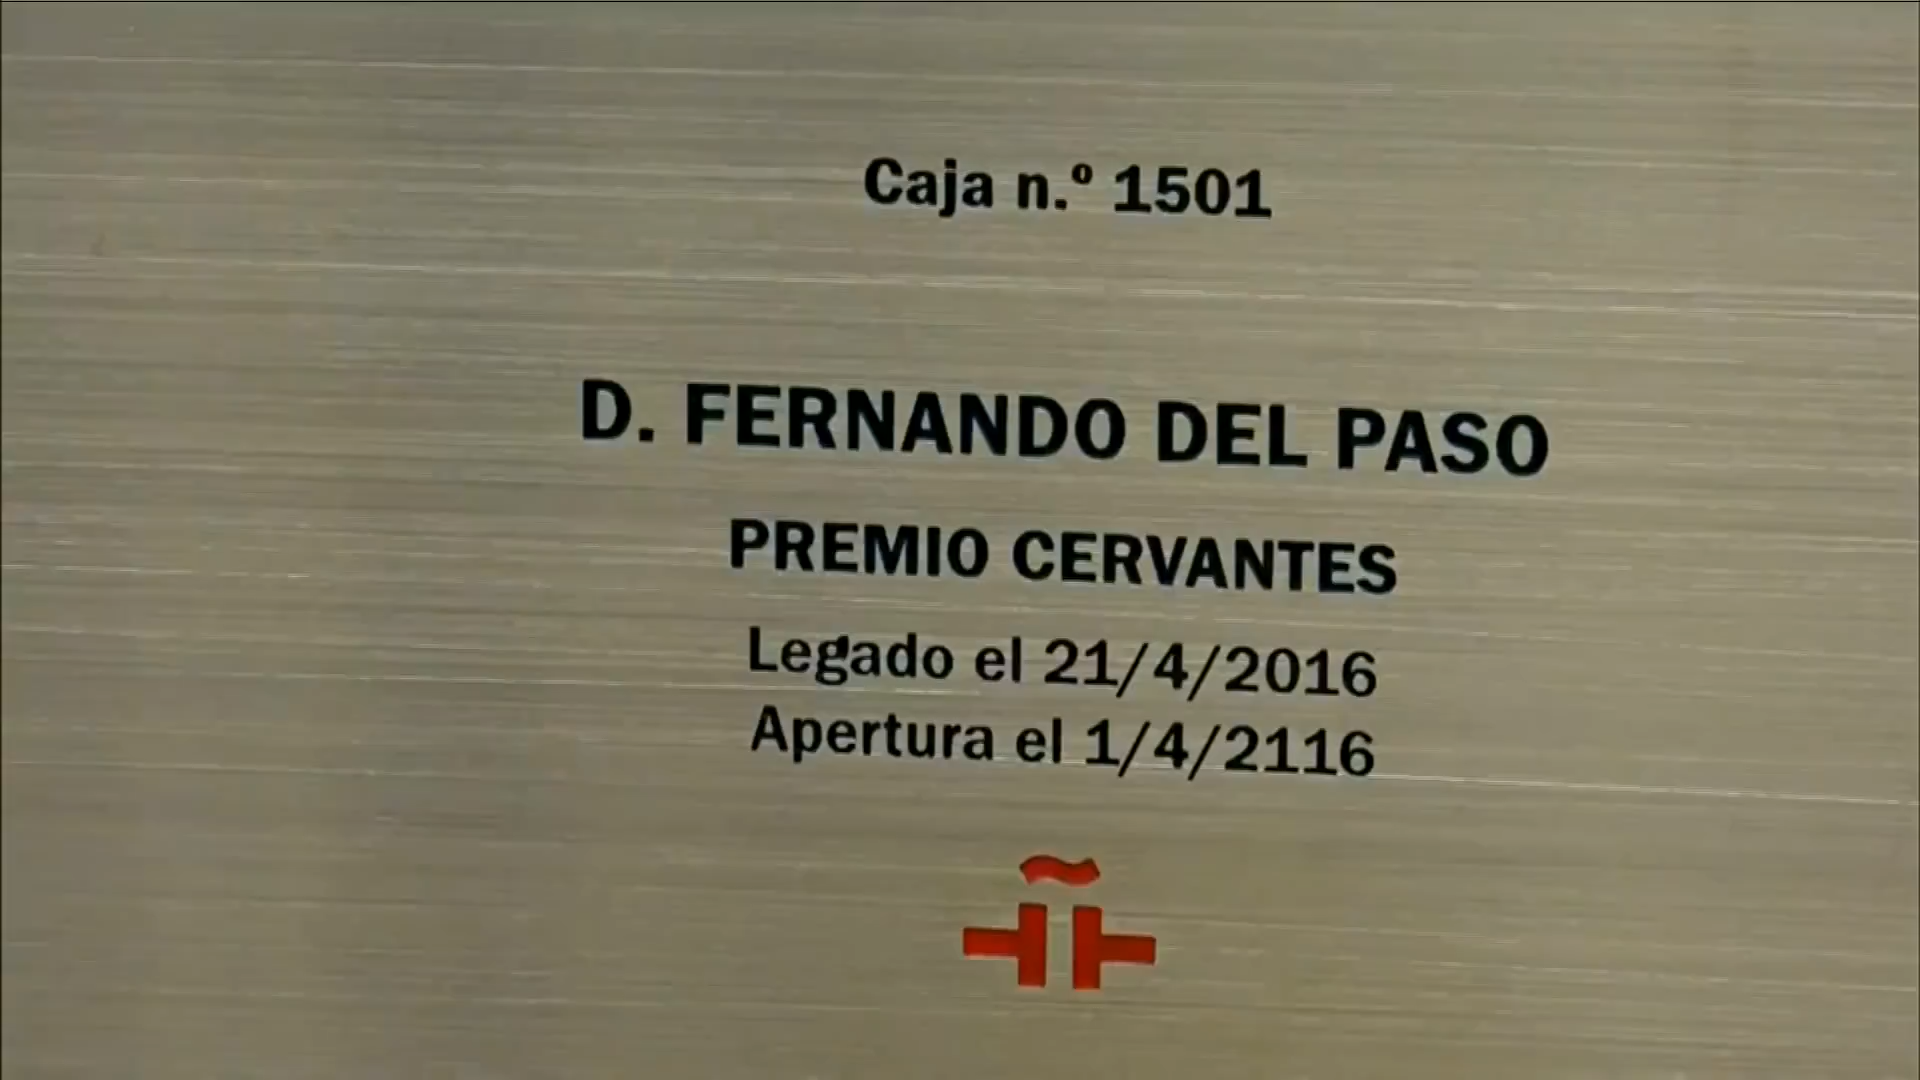 Caja n.º 1501
D. FERNANDO DEL PASO
PREMIO CERVANTES
Legado el 21/4/2016
Apertura el 1/4/2116